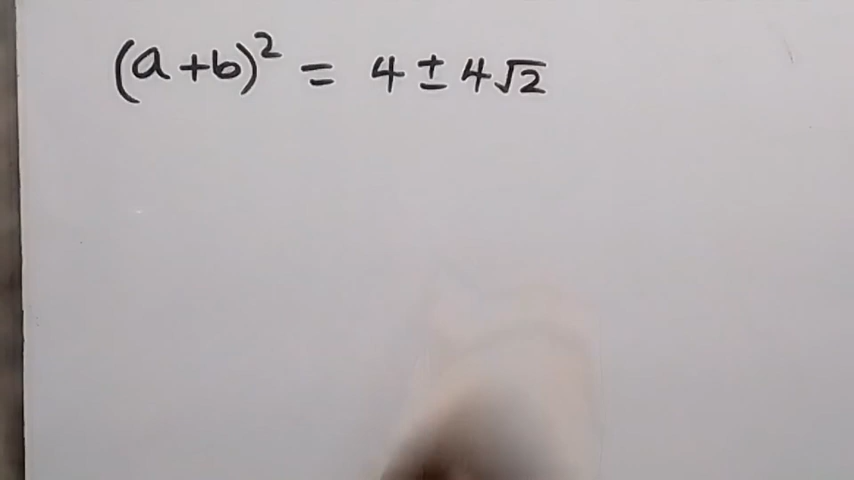 (a+b)² = 4 ± 4√2